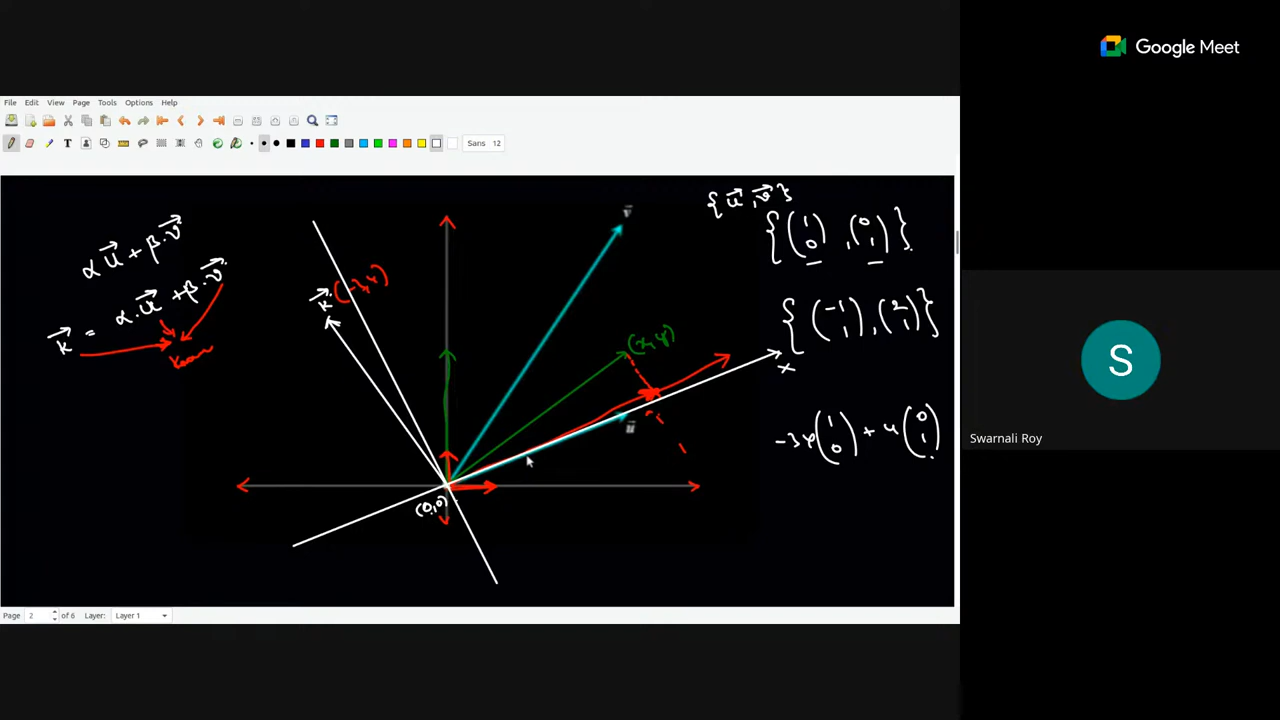 Google Meet
File Edit View Page Tools Options Help
Sans 12
{u⃗, v⃗}
αu⃗ + β·v⃗
{(1 0), (0 1)}
v⃗
k⃗ = α·u⃗ + β·v⃗
k⃗ (-3,4)
{(-1 1), (2 1)}
(x,y)
x
u⃗
(1 0) + 4(0 1)
Swarnali Roy
(0,0)
Page 2 of 6 Layer: Layer 1
S